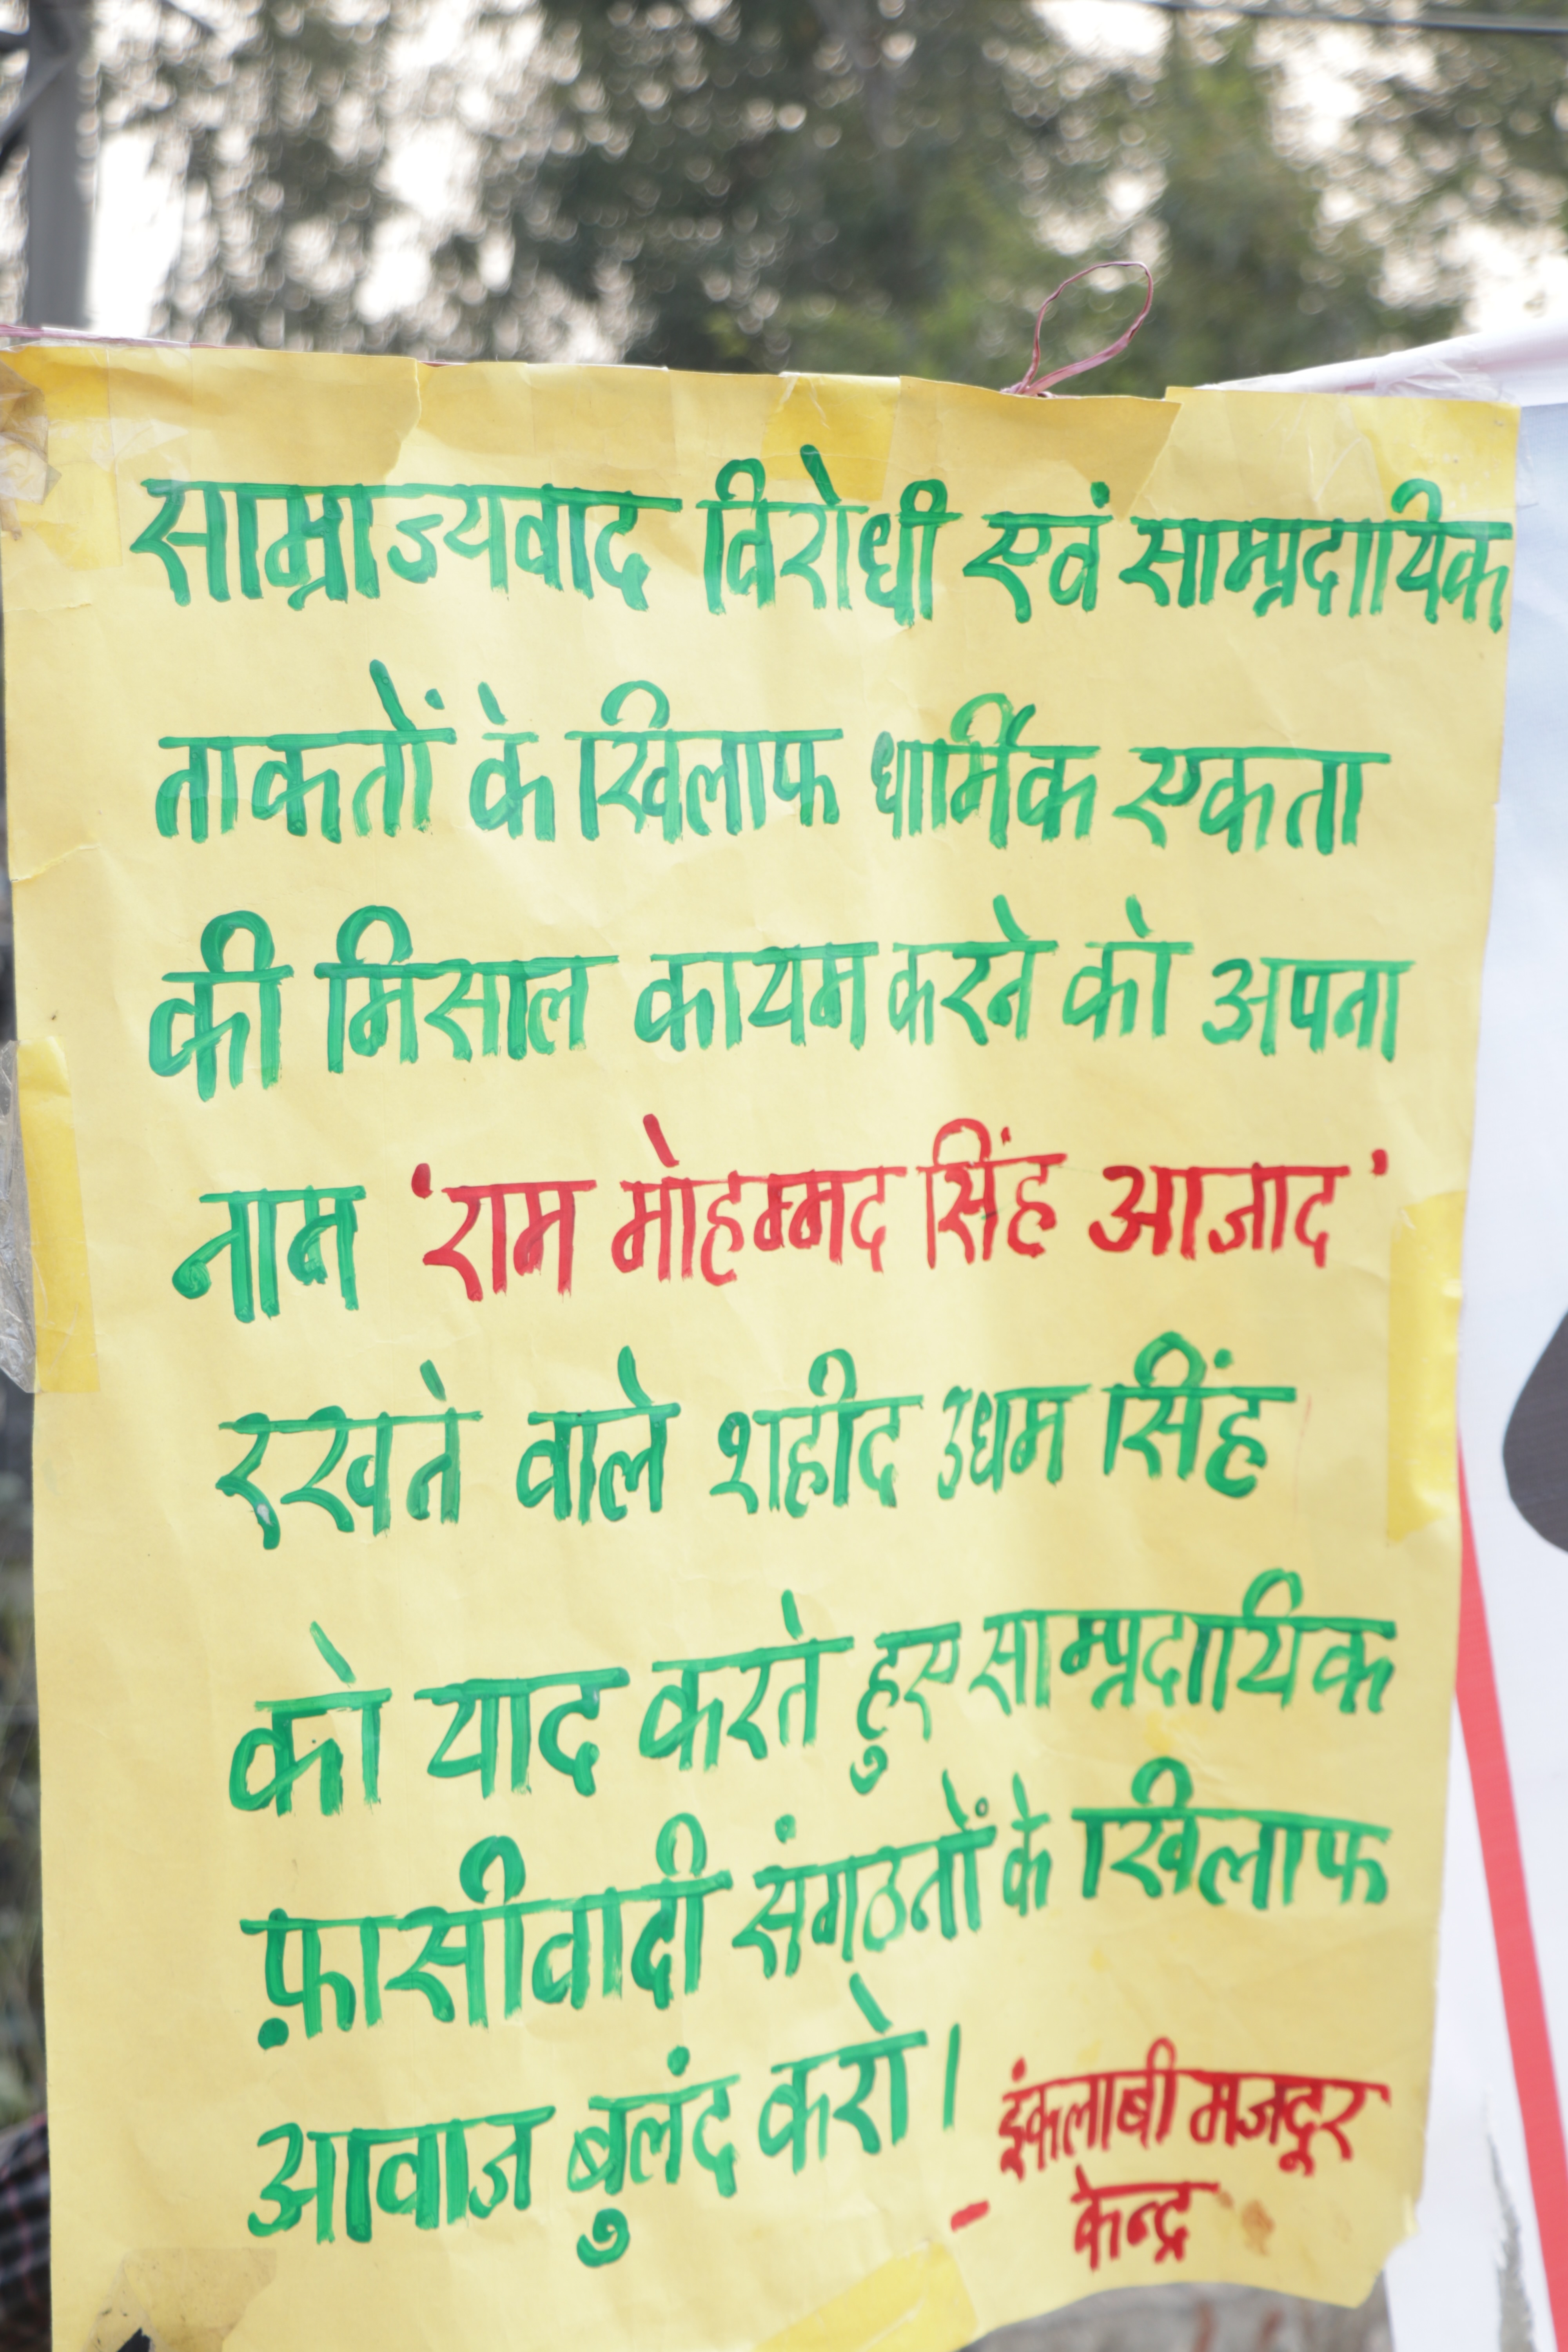 साम्राज्यवाद विरोधी एवं साम्प्रदायिक
ताकतों के खिलाफ धार्मिक एकता
की मिसाल कायम करने को अपना
नाम 'राम मोहम्मद सिंह आजाद'
रखने वाले शहीद उधम सिंह
को याद करते हुए साम्प्रदायिक
फ़ासीवादी संगठनों के खिलाफ
आवाज बुलंद करो।
- इंकलाबी मजदूर
केन्द्र